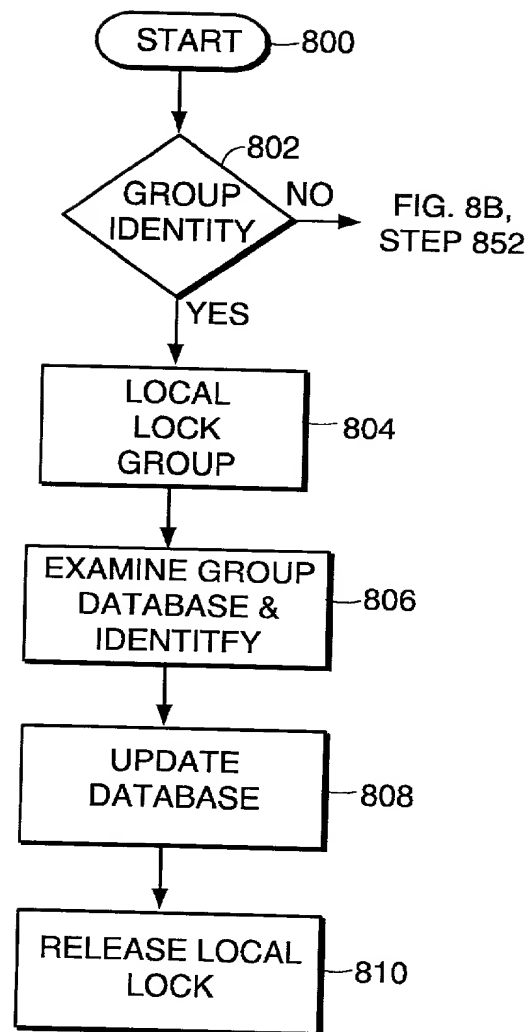 START
800
802
GROUP
IDENTITY
NO
FIG. 8B,
STEP 852
YES
LOCAL
LOCK
GROUP
804
EXAMINE GROUP
DATABASE &
IDENTITFY
806
UPDATE
DATABASE
808
RELEASE LOCAL
LOCK
810